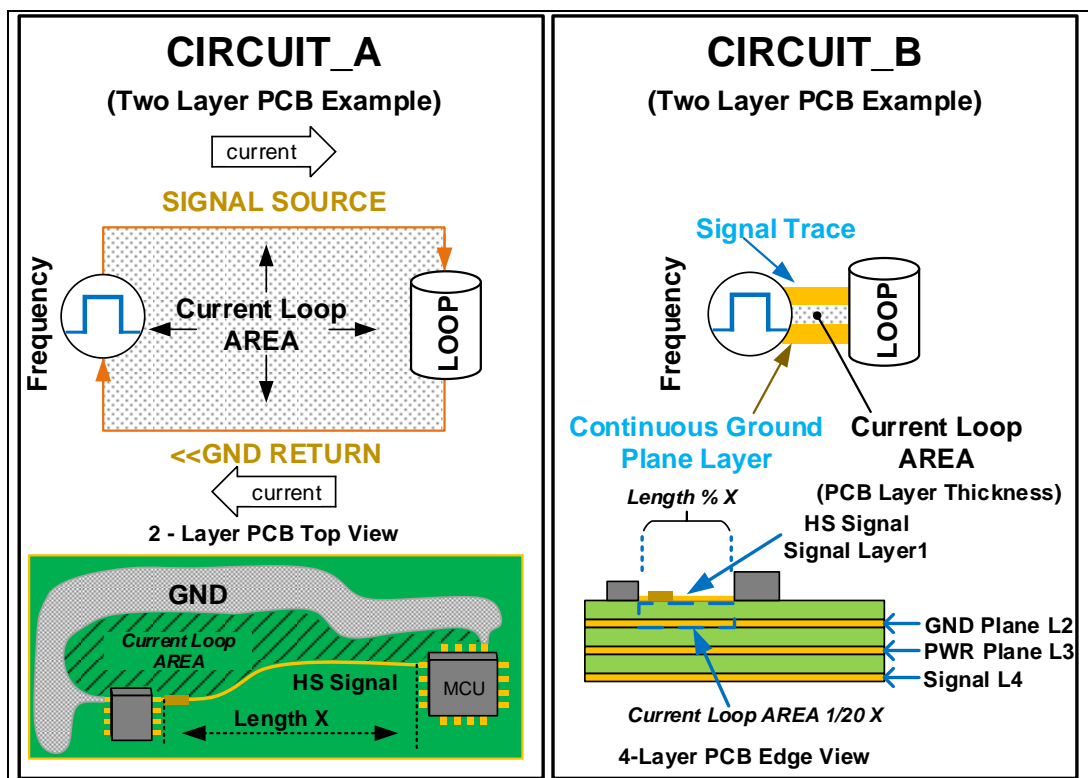 CIRCUIT_A
(Two Layer PCB Example)
current
SIGNAL SOURCE
Frequency
Current Loop
AREA
LOOP
<<GND RETURN
current
2 - Layer PCB Top View
GND
Current Loop
AREA
HS Signal
MCU
Length X
CIRCUIT_B
(Two Layer PCB Example)
Signal Trace
Frequency
LOOP
Continuous Ground
Plane Layer
Current Loop
AREA
(PCB Layer Thickness)
Length % X
HS Signal
Signal Layer1
GND Plane L2
PWR Plane L3
Signal L4
Current Loop AREA 1/20 X
4-Layer PCB Edge View